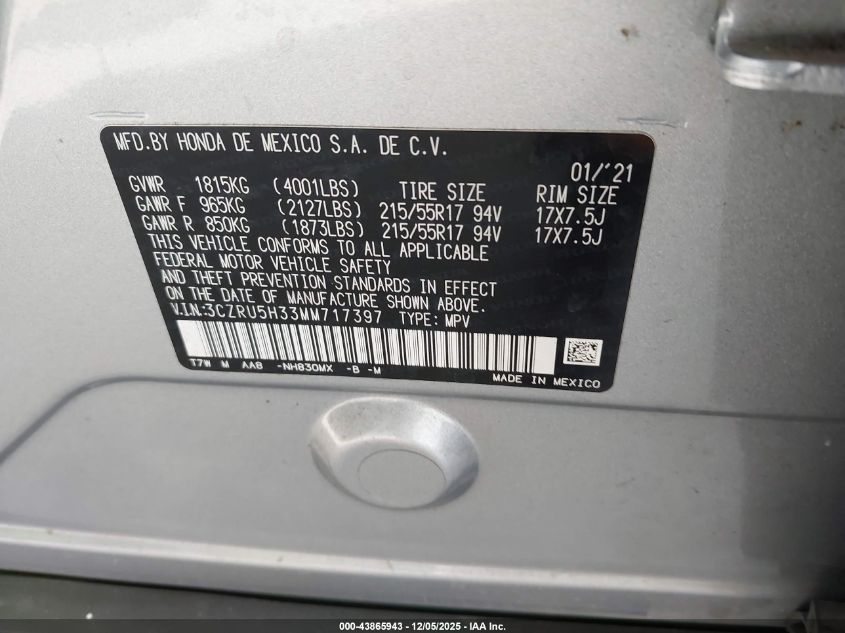 MFD.BY HONDA DE MEXICO S.A. DE C.V.
01/'21
GVWR 1815KG (4001LBS) TIRE SIZE RIM SIZE
GAWR F 965KG (2127LBS) 215/55R17 94V 17X7.5J
GAWR R 850KG (1873LBS) 215/55R17 94V 17X7.5J
THIS VEHICLE CONFORMS TO ALL APPLICABLE
FEDERAL MOTOR VEHICLE SAFETY
AND THEFT PREVENTION STANDARDS IN EFFECT
ON THE DATE OF MANUFACTURE SHOWN ABOVE.
V.I.N.:3CZRU5H33MM717397 TYPE: MPV
T7W M AA8 -NH830MX -B -M
MADE IN MEXICO
000-43865943 - 12/05/2025 - IAA Inc.